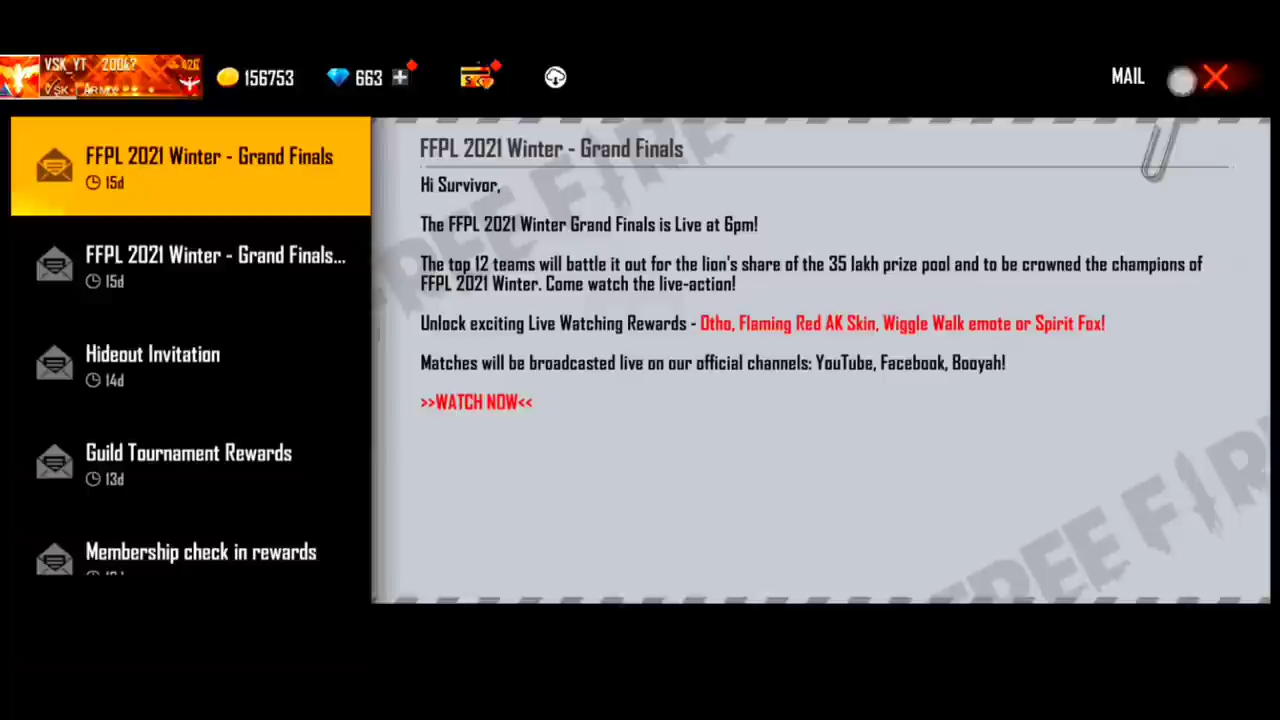 VSK_YT
156753
663
MAIL
FFPL 2021 Winter - Grand Finals
15d
FFPL 2021 Winter - Grand Finals...
15d
Hideout Invitation
14d
Guild Tournament Rewards
13d
Membership check in rewards
FFPL 2021 Winter - Grand Finals
Hi Survivor,
The FFPL 2021 Winter Grand Finals is Live at 6pm!
The top 12 teams will battle it out for the lion's share of the 35 lakh prize pool and to be crowned the champions of
FFPL 2021 Winter. Come watch the live-action!
Unlock exciting Live Watching Rewards - Otho, Flaming Red AK Skin, Wiggle Walk emote or Spirit Fox!
Matches will be broadcasted live on our official channels: YouTube, Facebook, Booyah!
>>WATCH NOW<<
FREE FIRE
FREE FIRE